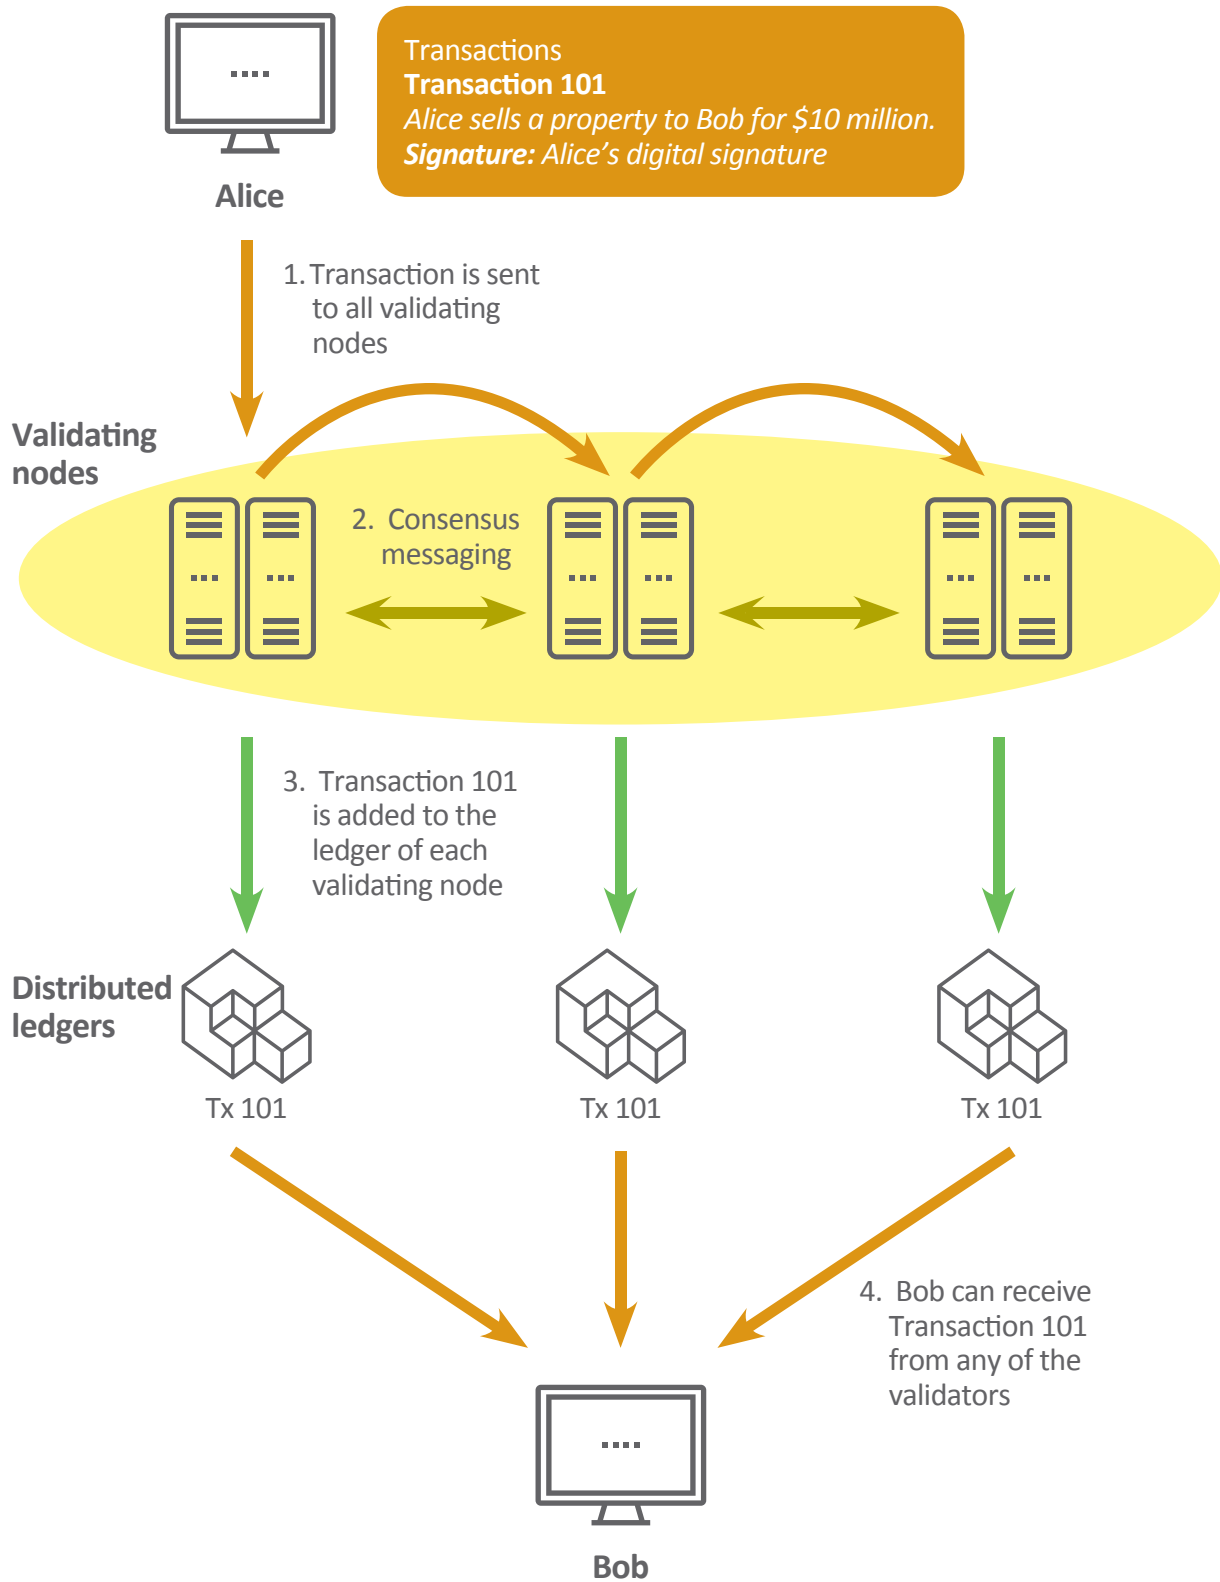 Transactions
Transaction 101
Alice sells a property to Bob for $10 million.
Signature: Alice's digital signature
Alice
1. Transaction is sent
to all validating
nodes
Validating
nodes
2. Consensus
messaging
3. Transaction 101
is added to the
ledger of each
validating node
Distributed
ledgers
Tx 101
Tx 101
Tx 101
4. Bob can receive
Transaction 101
from any of the
validators
Bob